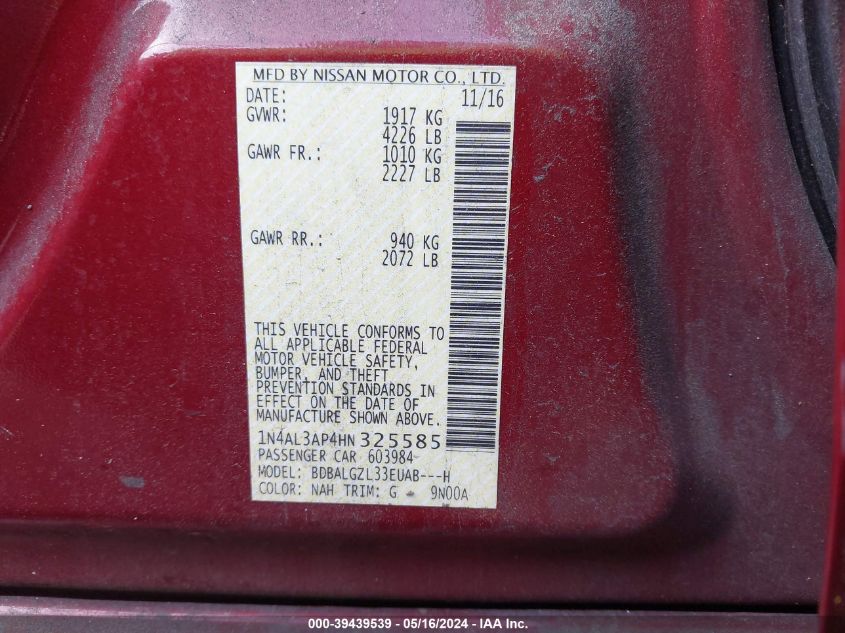 MFD BY NISSAN MOTOR CO., LTD.
DATE: 11/16
GVWR: 1917 KG
4226 LB
GAWR FR.: 1010 KG
2227 LB
GAWR RR.: 940 KG
2072 LB
THIS VEHICLE CONFORMS TO
ALL APPLICABLE FEDERAL
MOTOR VEHICLE SAFETY,
BUMPER, AND THEFT
PREVENTION STANDARDS IN
EFFECT ON THE DATE OF
MANUFACTURE SHOWN ABOVE.
1N4AL3AP4HN 325585
PASSENGER CAR 603984
MODEL: BDBALGZL33EUAB---H
COLOR: NAH TRIM: G - 9N00A
000-39439539 - 05/16/2024 - IAA Inc.